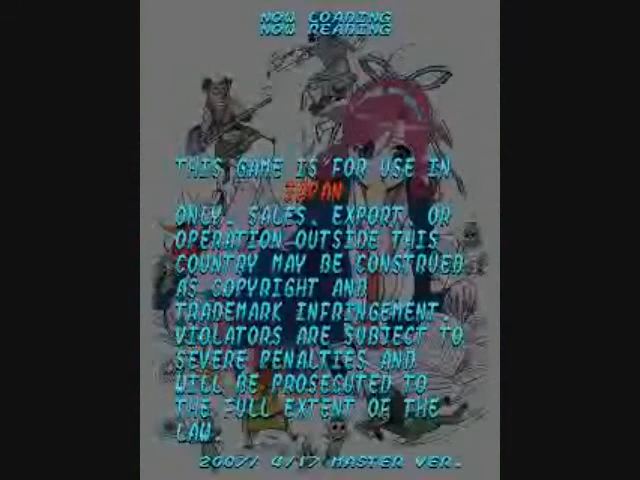 NOW LOADING
NOW READING
THIS GAME IS FOR USE IN
JAPAN
ONLY. SALES, EXPORT, OR
OPERATION OUTSIDE THIS
COUNTRY MAY BE CONSTRUED
AS COPYRIGHT AND
TRADEMARK INFRINGEMENT.
VIOLATORS ARE SUBJECT TO
SEVERE PENALTIES AND
WILL BE PROSECUTED TO
THE FULL EXTENT OF THE
LAW.
2007/ 4/17 MASTER VER.